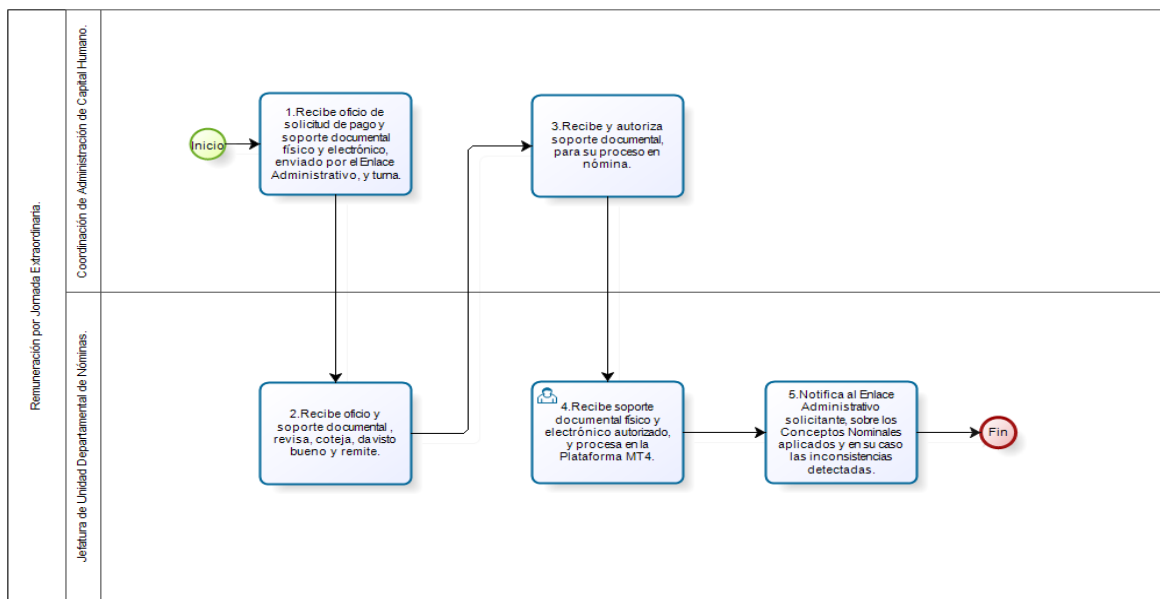 Remuneración por Jornada Extraordinaria.
Coordinación de Administración de Capital Humano.
Inicio
1.Recibe oficio de
solicitud de pago y
soporte documental
físico y electrónico,
enviado por el Enlace
Administrativo, y turna.
3.Recibe y autoriza
soporte documental,
para su proceso en
nómina.
Jefatura de Unidad Departamental de Nóminas.
2.Recibe oficio y
soporte documental ,
revisa, coteja, da visto
bueno y remite.
4.Recibe soporte
documental físico y
electrónico autorizado,
y procesa en la
Plataforma MT4.
5.Notifica al Enlace
Administrativo
solicitante, sobre los
Conceptos Nominales
aplicados y en su caso
las inconsistencias
detectadas.
Fin